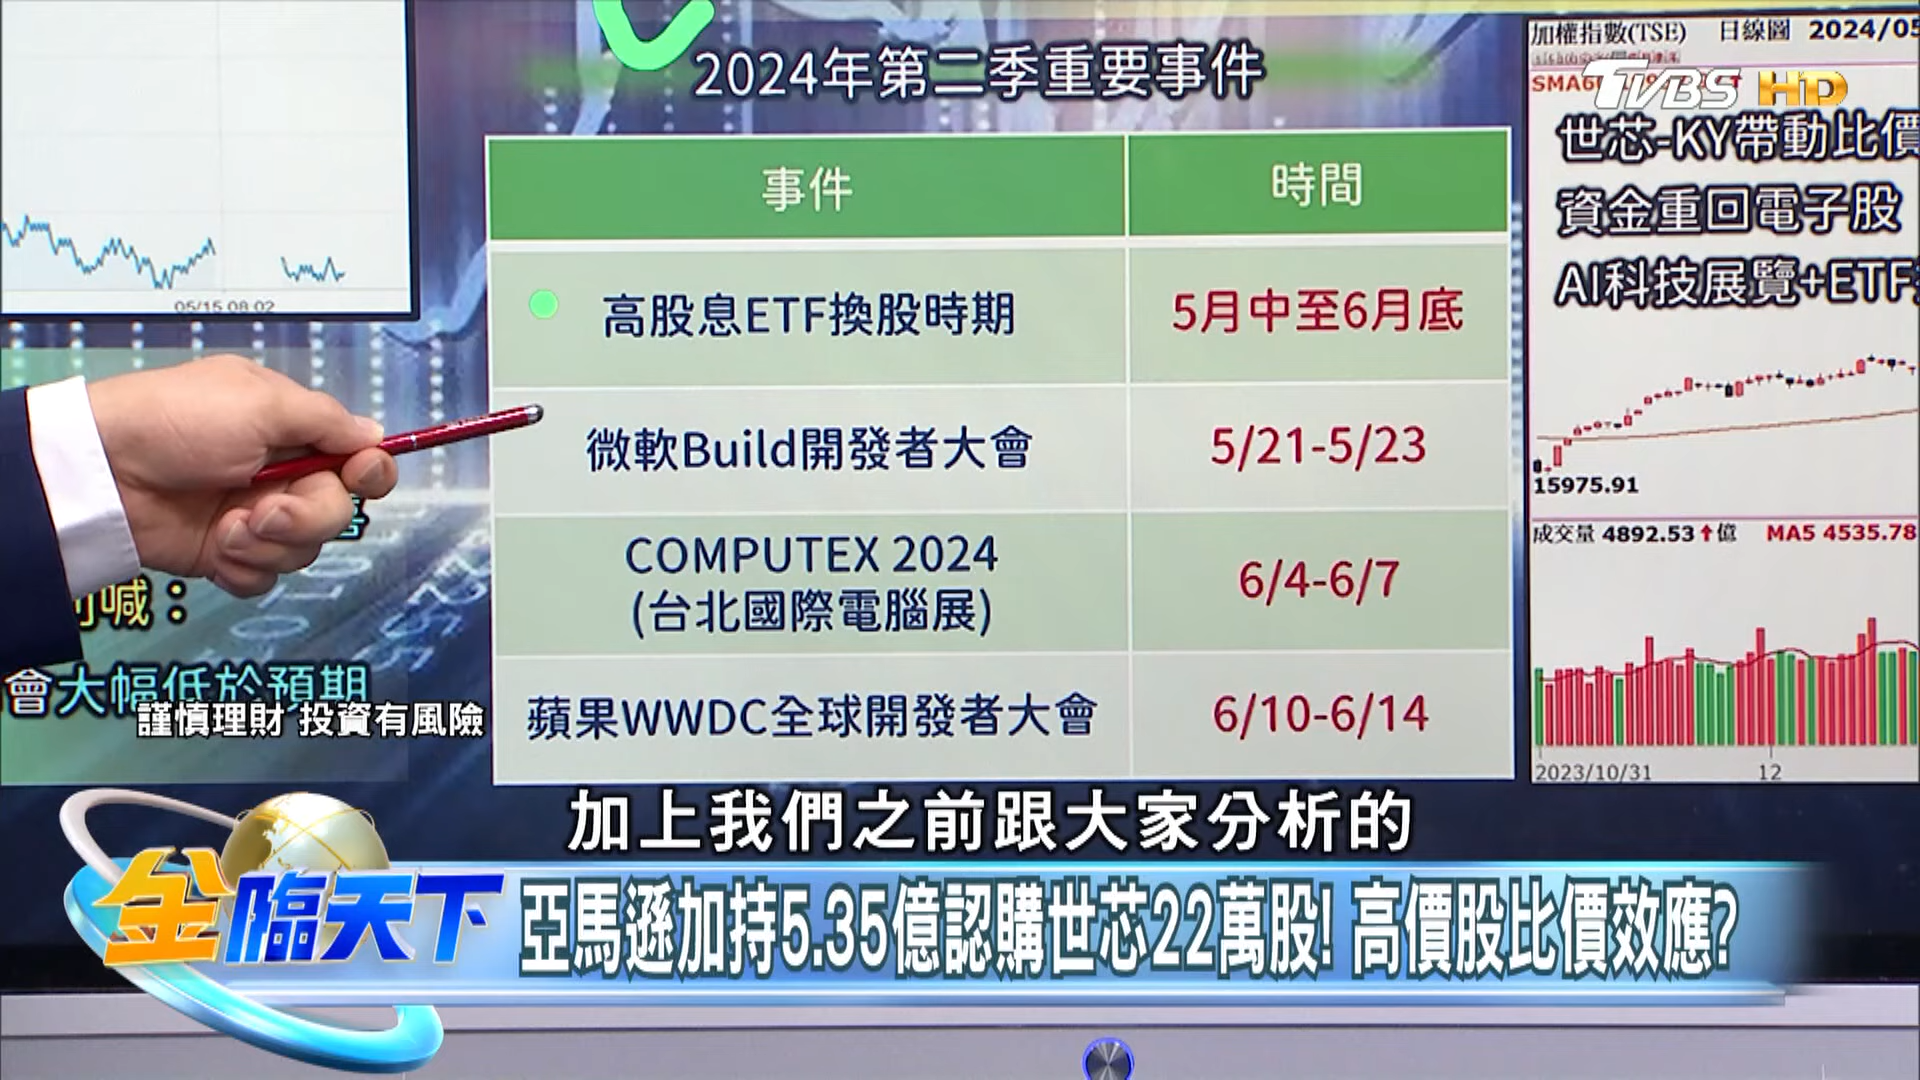 2024年第二季重要事件
事件
時間
高股息ETF換股時期
5月中至6月底
微軟Build開發者大會
5/21-5/23
COMPUTEX 2024
(台北國際電腦展)
6/4-6/7
蘋果WWDC全球開發者大會
6/10-6/14
05/15 08:02
喊：
會大幅低於預期
謹慎理財 投資有風險
加權指數(TSE) 日線圖 2024/05
TVBS HD
世芯-KY帶動比價
資金重回電子股
AI科技展覽+ETF
15975.91
成交量 4892.53↑億 MA5 4535.78
2023/10/31 12
加上我們之前跟大家分析的
金臨天下
亞馬遜加持5.35億認購世芯22萬股! 高價股比價效應?